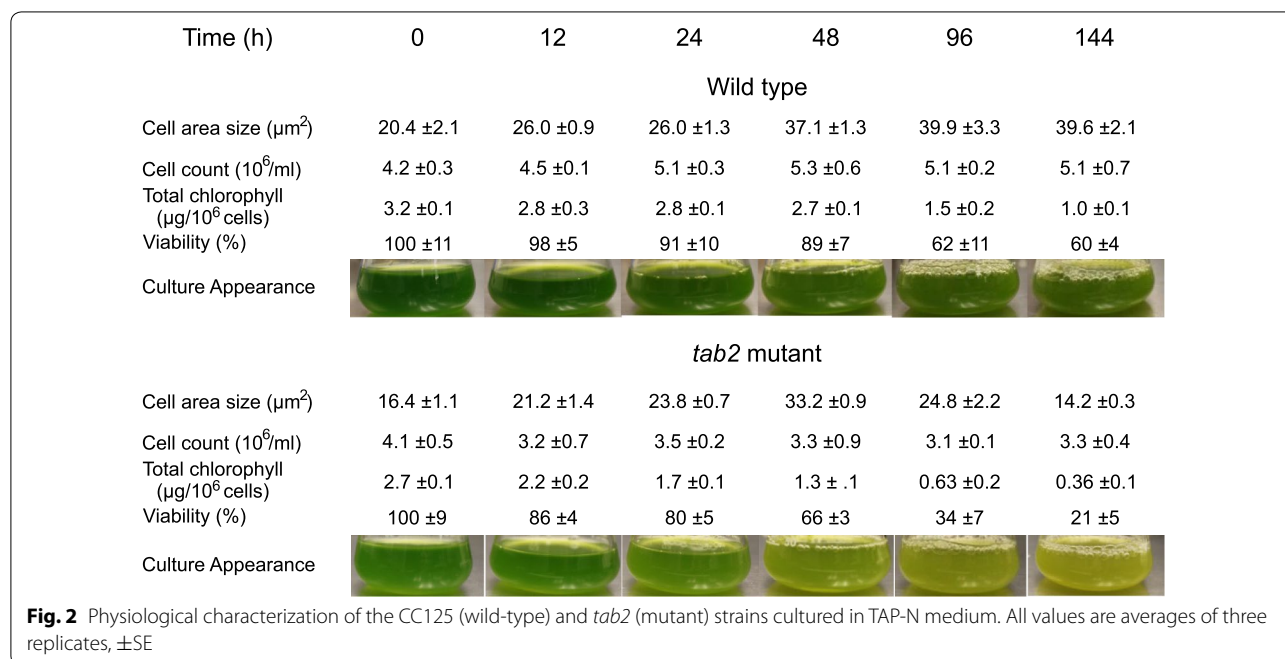 Time (h) 0 12 24 48 96 144
Wild type
Cell area size (µm²) 20.4 ±2.1 26.0 ±0.9 26.0 ±1.3 37.1 ±1.3 39.9 ±3.3 39.6 ±2.1
Cell count (10⁶/ml) 4.2 ±0.3 4.5 ±0.1 5.1 ±0.3 5.3 ±0.6 5.1 ±0.2 5.1 ±0.7
Total chlorophyll
(µg/10⁶ cells) 3.2 ±0.1 2.8 ±0.3 2.8 ±0.1 2.7 ±0.1 1.5 ±0.2 1.0 ±0.1
Viability (%) 100 ±11 98 ±5 91 ±10 89 ±7 62 ±11 60 ±4
Culture Appearance
tab2 mutant
Cell area size (µm²) 16.4 ±1.1 21.2 ±1.4 23.8 ±0.7 33.2 ±0.9 24.8 ±2.2 14.2 ±0.3
Cell count (10⁶/ml) 4.1 ±0.5 3.2 ±0.7 3.5 ±0.2 3.3 ±0.9 3.1 ±0.1 3.3 ±0.4
Total chlorophyll
(µg/10⁶ cells) 2.7 ±0.1 2.2 ±0.2 1.7 ±0.1 1.3 ± .1 0.63 ±0.2 0.36 ±0.1
Viability (%) 100 ±9 86 ±4 80 ±5 66 ±3 34 ±7 21 ±5
Culture Appearance
Fig. 2 Physiological characterization of the CC125 (wild-type) and tab2 (mutant) strains cultured in TAP-N medium. All values are averages of three
replicates, ±SE